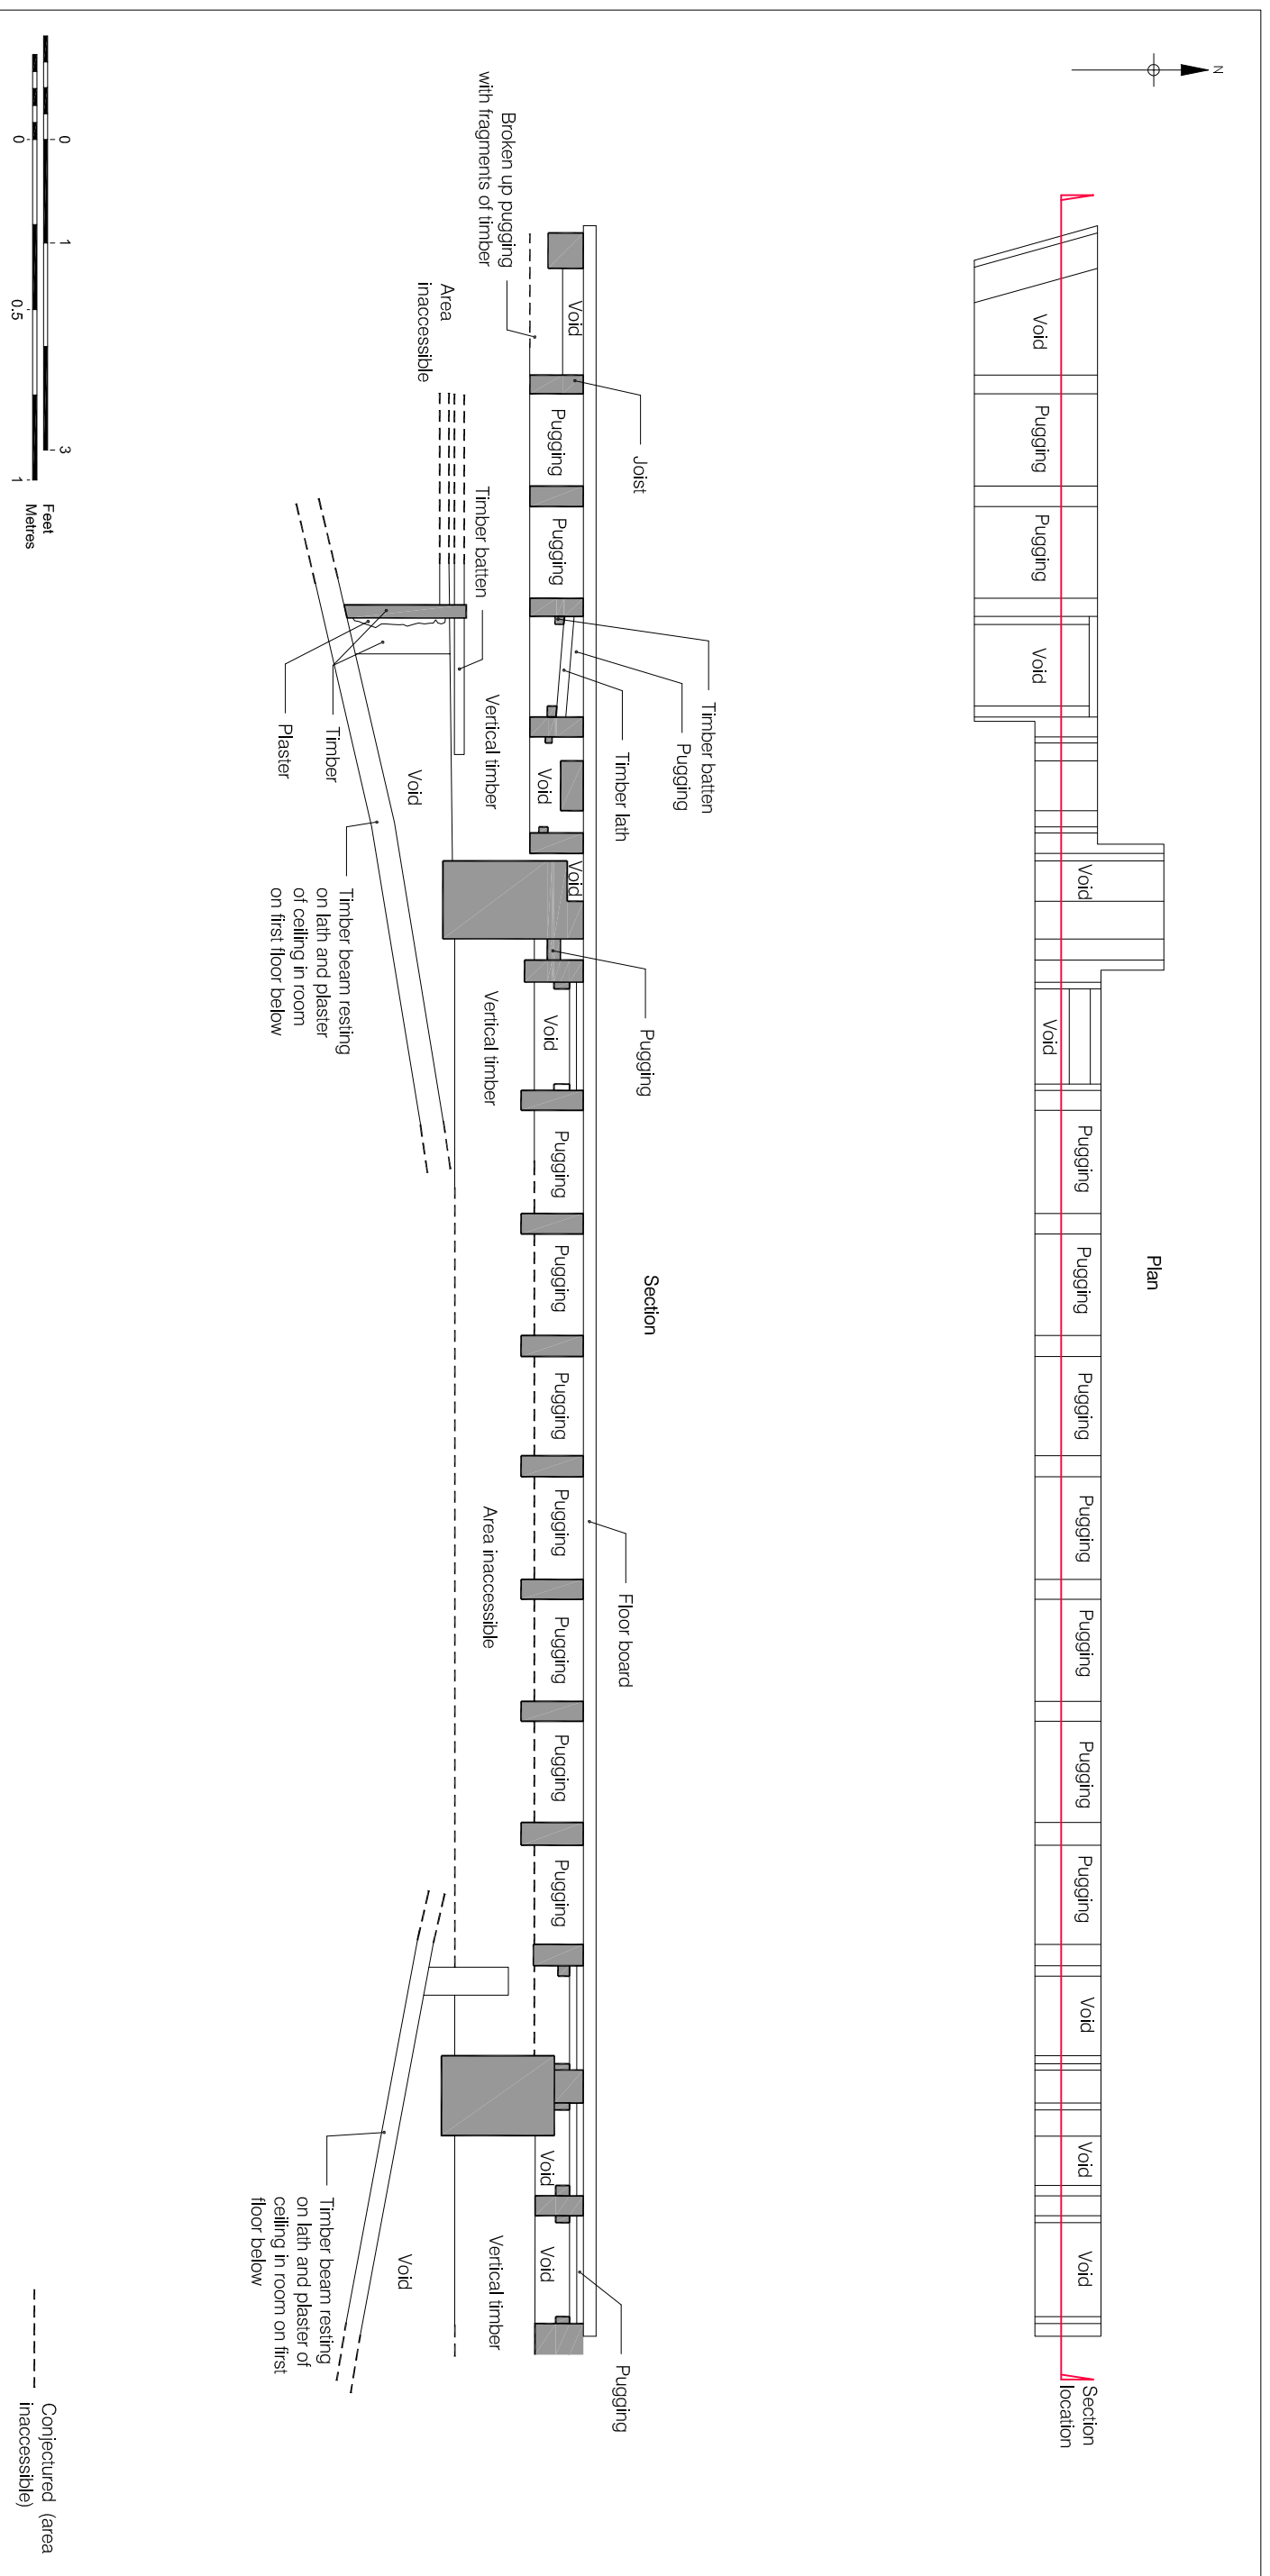 N
Plan
Void
Pugging
Pugging
Void
Void
Void
Pugging
Pugging
Pugging
Pugging
Pugging
Pugging
Pugging
Void
Void
Void
Section
location
Section
Timber batten
Pugging
Timber lath
Joist
Pugging
Floor board
Pugging
Void
Pugging
Pugging
Void
Void
Void
Pugging
Pugging
Pugging
Pugging
Pugging
Pugging
Pugging
Void
Void
Broken up pugging
with fragments of timber
Timber batten
Vertical timber
Vertical timber
Area inaccessible
Vertical timber
Area
inaccessible
Void
Void
Timber
Plaster
Timber beam resting
on lath and plaster
of ceiling in room
on first floor below
Timber beam resting
on lath and plaster of
ceiling in room on first
floor below
0
1
3
Feet
0
0.5
1
Metres
Conjectured (area
inaccessible)